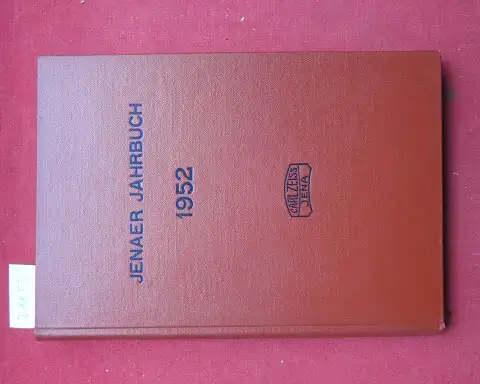 JENAER JAHRBUCH
1952
CARL ZEISS
JENA